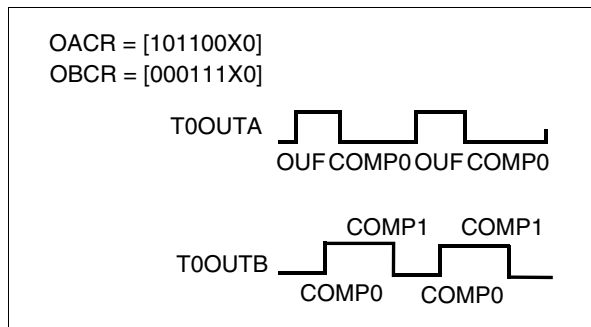 OACR = [101100X0]
OBCR = [000111X0]
T0OUTA
OUF COMP0 OUF COMP0
COMP1 COMP1
T0OUTB
COMP0 COMP0